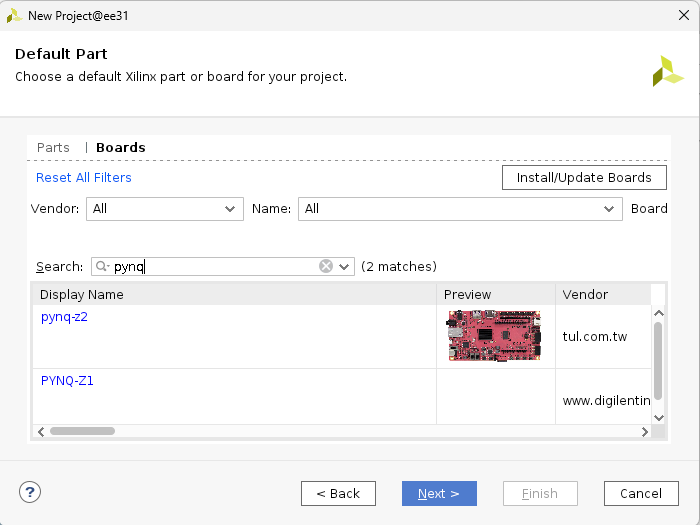 New Project@ee31
Default Part
Choose a default Xilinx part or board for your project.
Parts | Boards
Reset All Filters
Install/Update Boards
Vendor: All Name: All Board
Search: pynq (2 matches)
Display Name Preview Vendor
pynq-z2 tul.com.tw
PYNQ-Z1 www.digilentin
? < Back Next > Finish Cancel